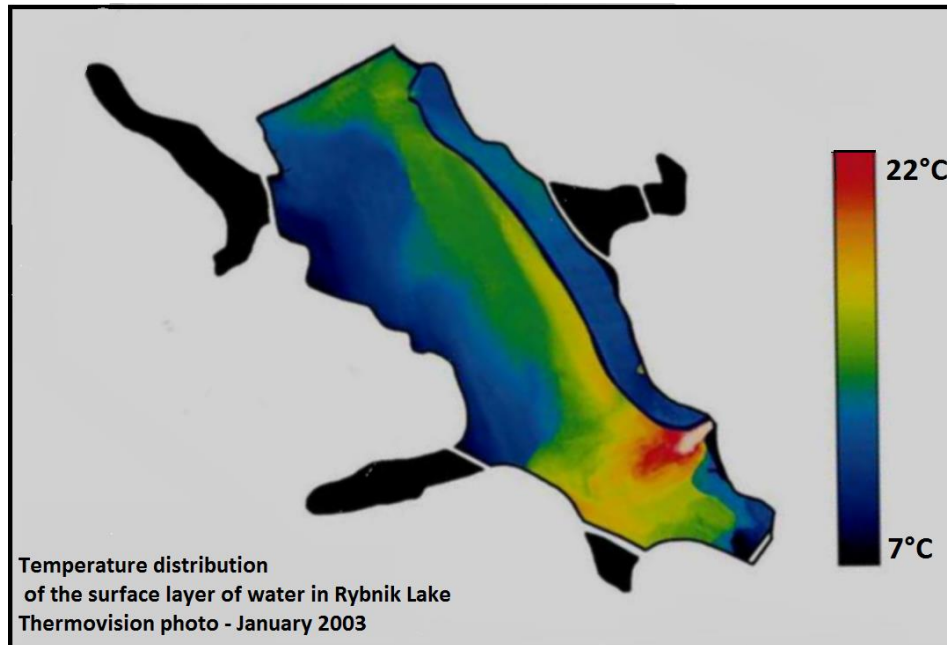 22°C
7°C
Temperature distribution
of the surface layer of water in Rybnik Lake
Thermovision photo - January 2003